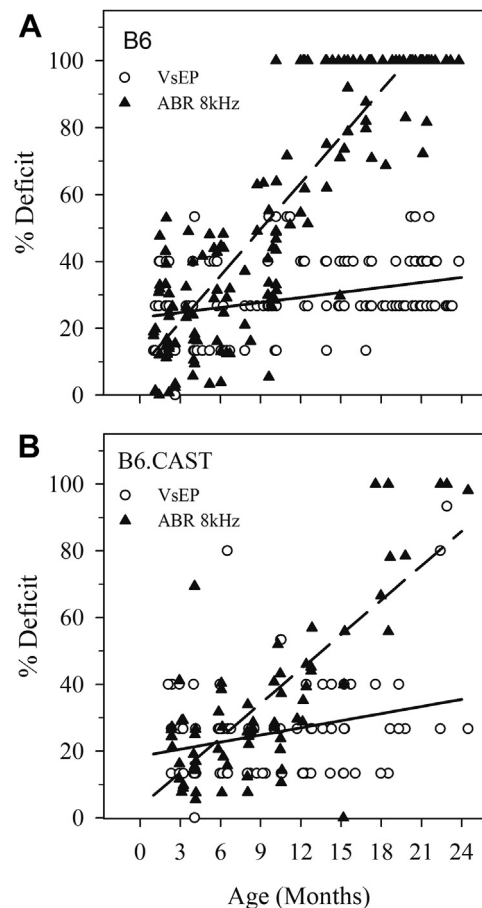 A
B6
VsEP
ABR 8kHz
% Deficit
100
80
60
40
20
0
B
B6.CAST
VsEP
ABR 8kHz
% Deficit
100
80
60
40
20
0
0 3 6 9 12 15 18 21 24
Age (Months)